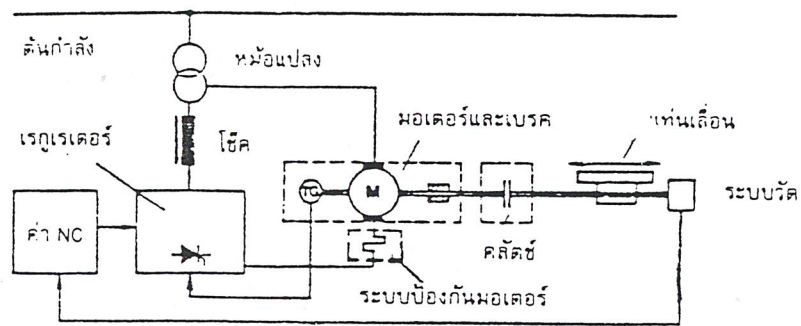 ต้นกำลัง
หม้อแปลง
เรกูเรเตอร์
โช๊ค
มอเตอร์และเบรค
แท่นเลื่อน
TG
M
ระบบวัด
ค่า NC
คลัตช์
ระบบป้องกันมอเตอร์